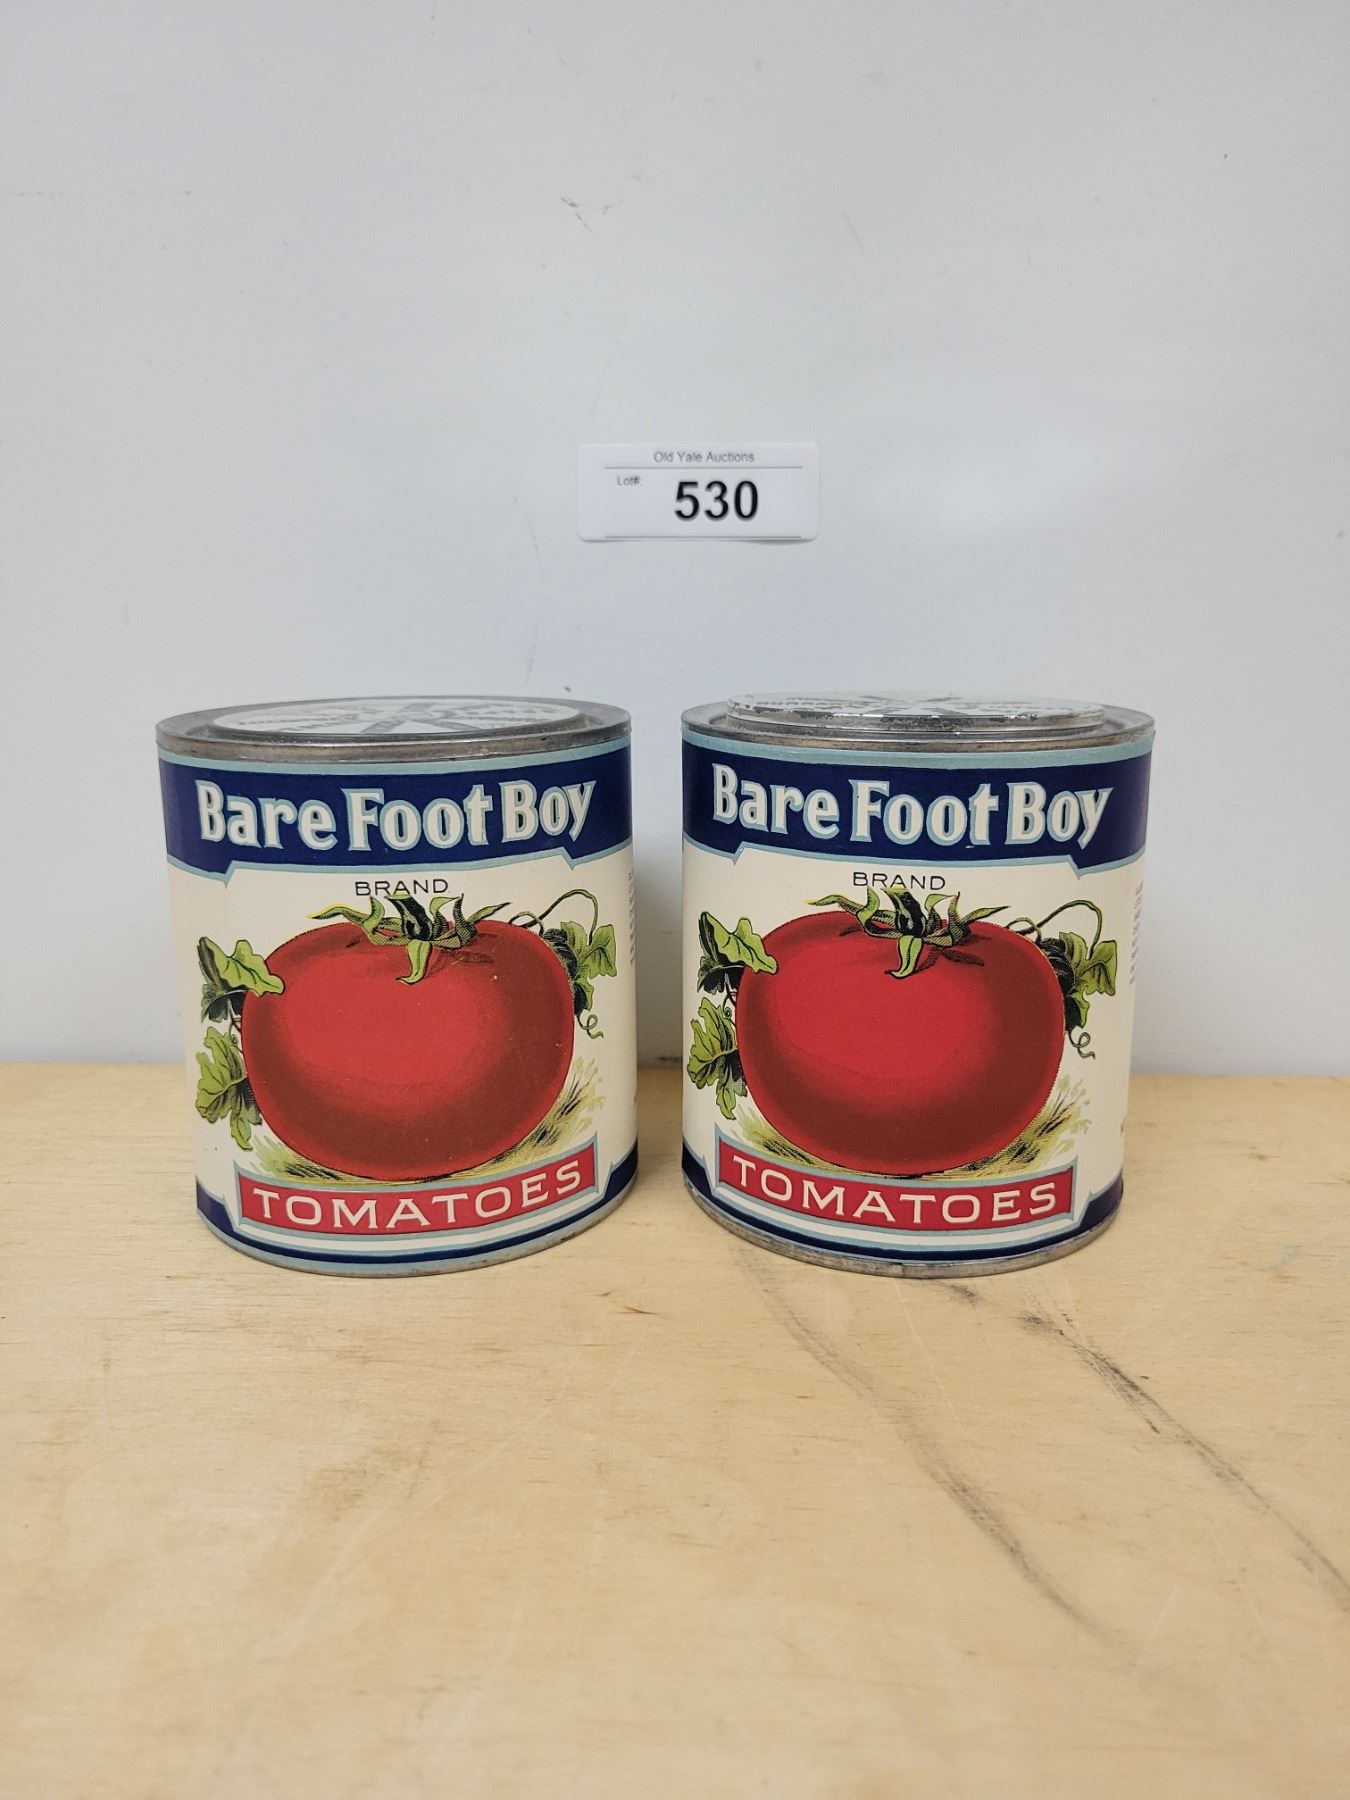 Old Yale Auctions
Lot#:
530
Bare Foot Boy
BRAND
TOMATOES
Bare Foot Boy
BRAND
TOMATOES